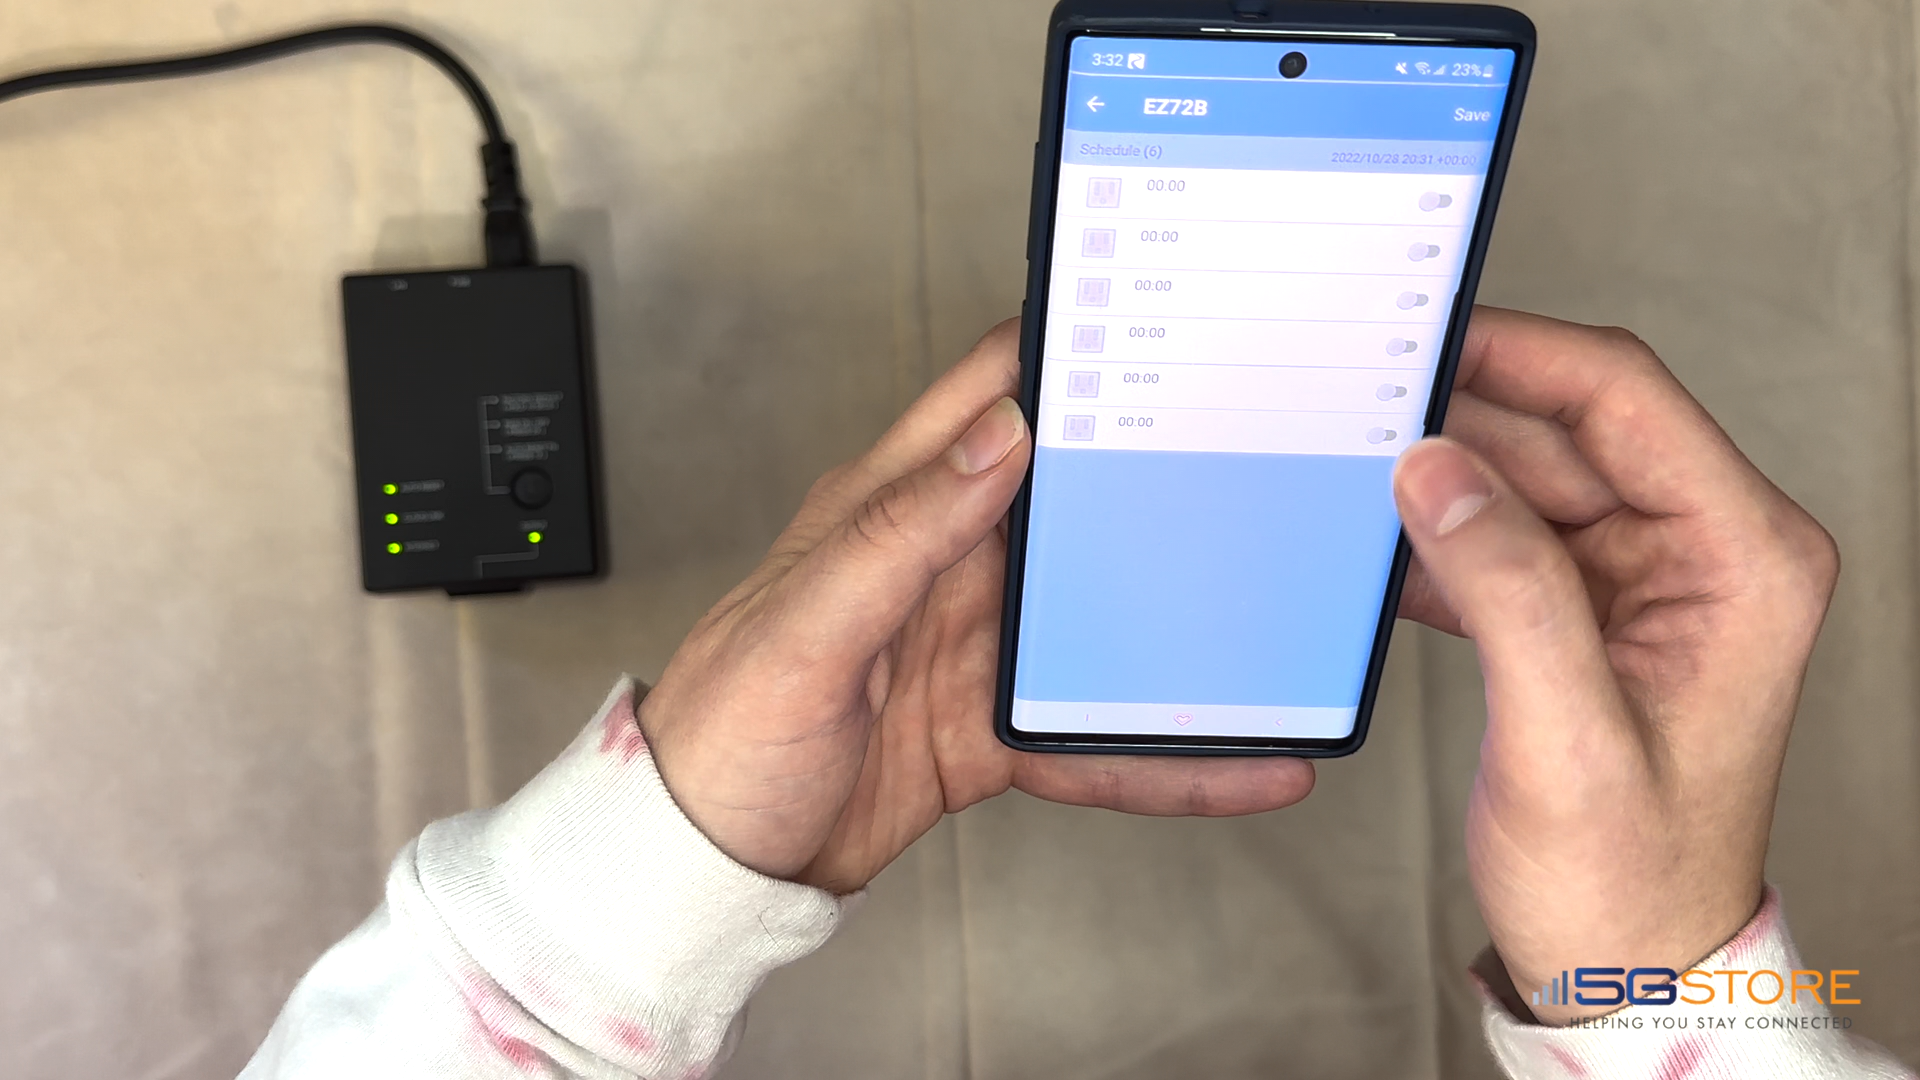 3:32
23%
EZ72B
Save
Schedule (6)
2022/10/28 20:31 +00:00
00:00
00:00
00:00
00:00
00:00
00:00
5GSTORE
HELPING YOU STAY CONNECTED